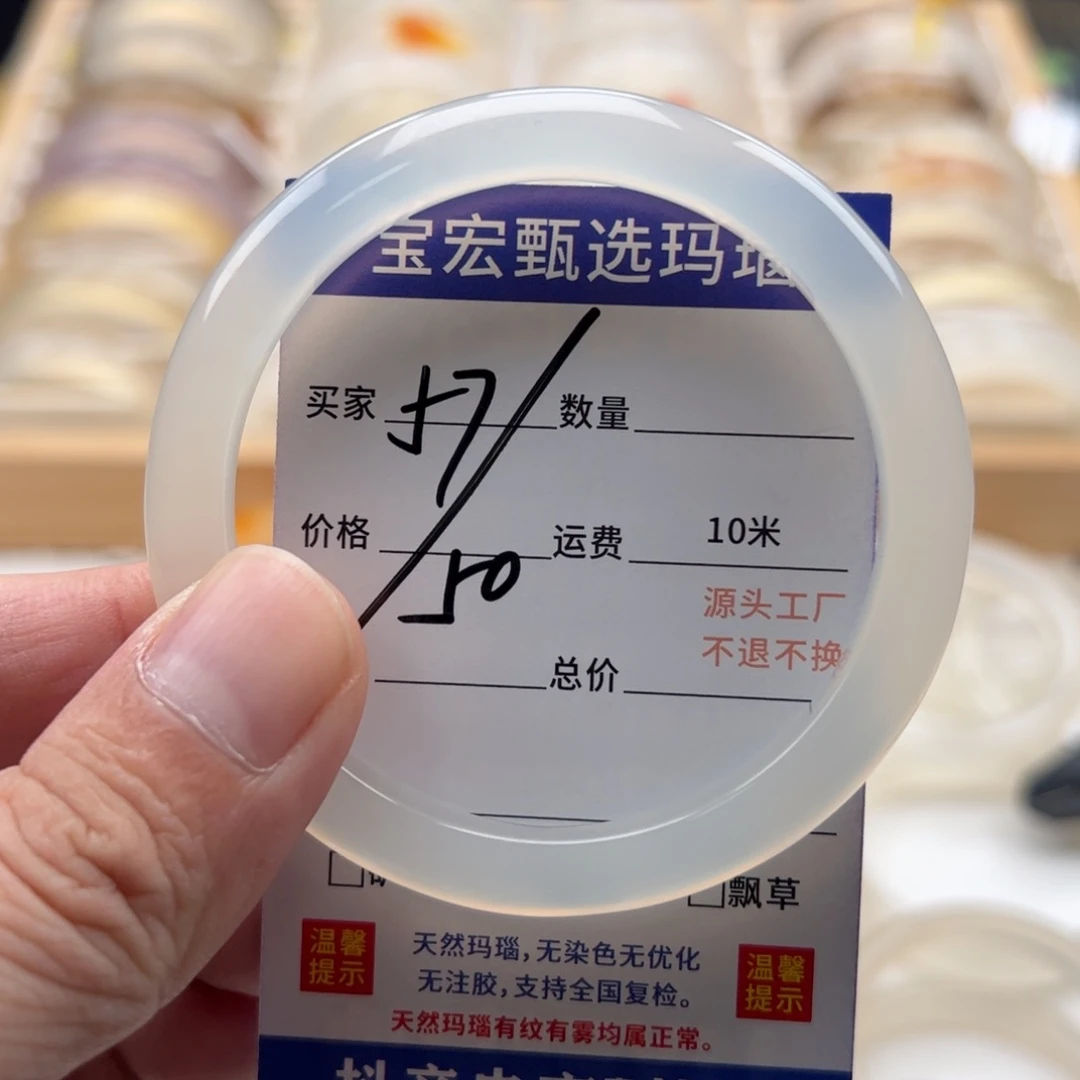 宝宏甄选玛瑙
买家 57 数量
价格 运费 10米
50
源头工厂
总价 不退不换
飘草
温馨提示 天然玛瑙，无染色无优化 温馨提示
无注胶，支持全国复检。
天然玛瑙有纹有雾均属正常。